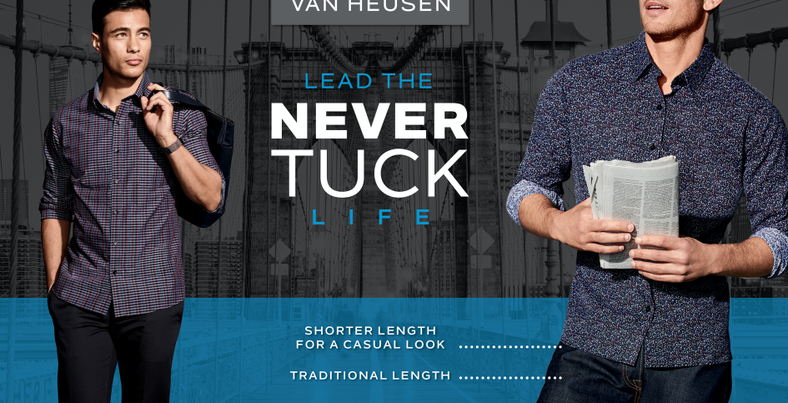 VAN HEUSEN
LEAD THE
NEVER
TUCK
LIFE
SHORTER LENGTH
FOR A CASUAL LOOK
TRADITIONAL LENGTH